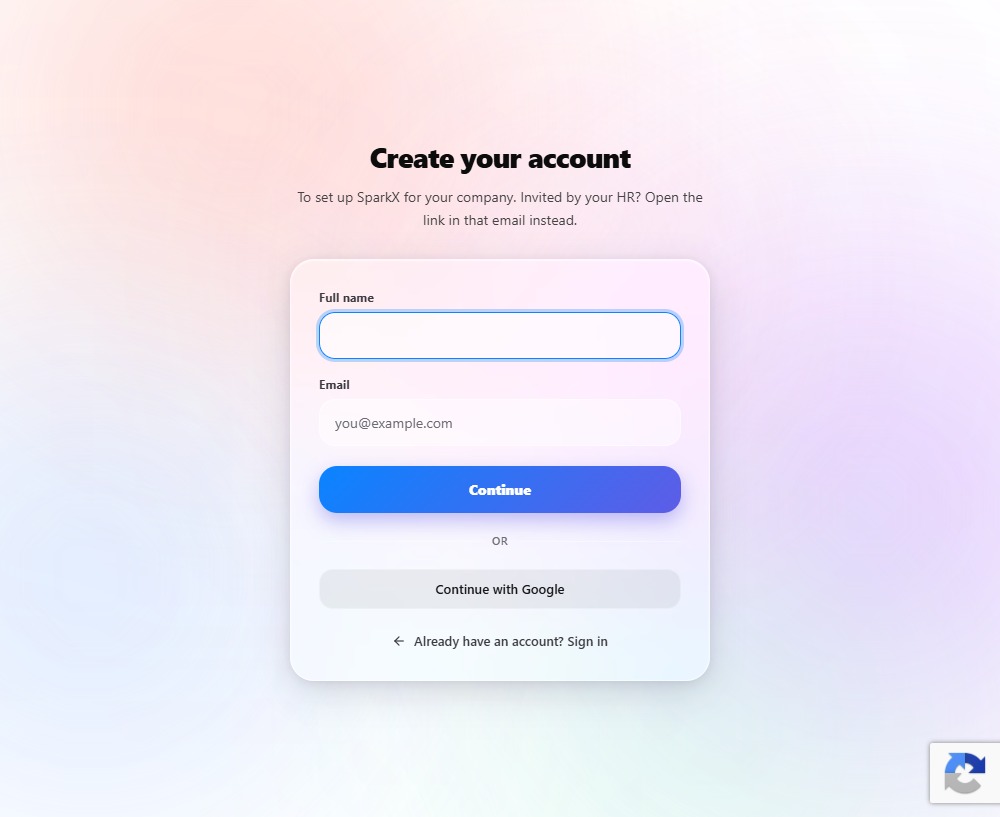 Create your account
To set up SparkX for your company. Invited by your HR? Open the
link in that email instead.
Full name
Email
you@example.com
Continue
OR
Continue with Google
← Already have an account? Sign in